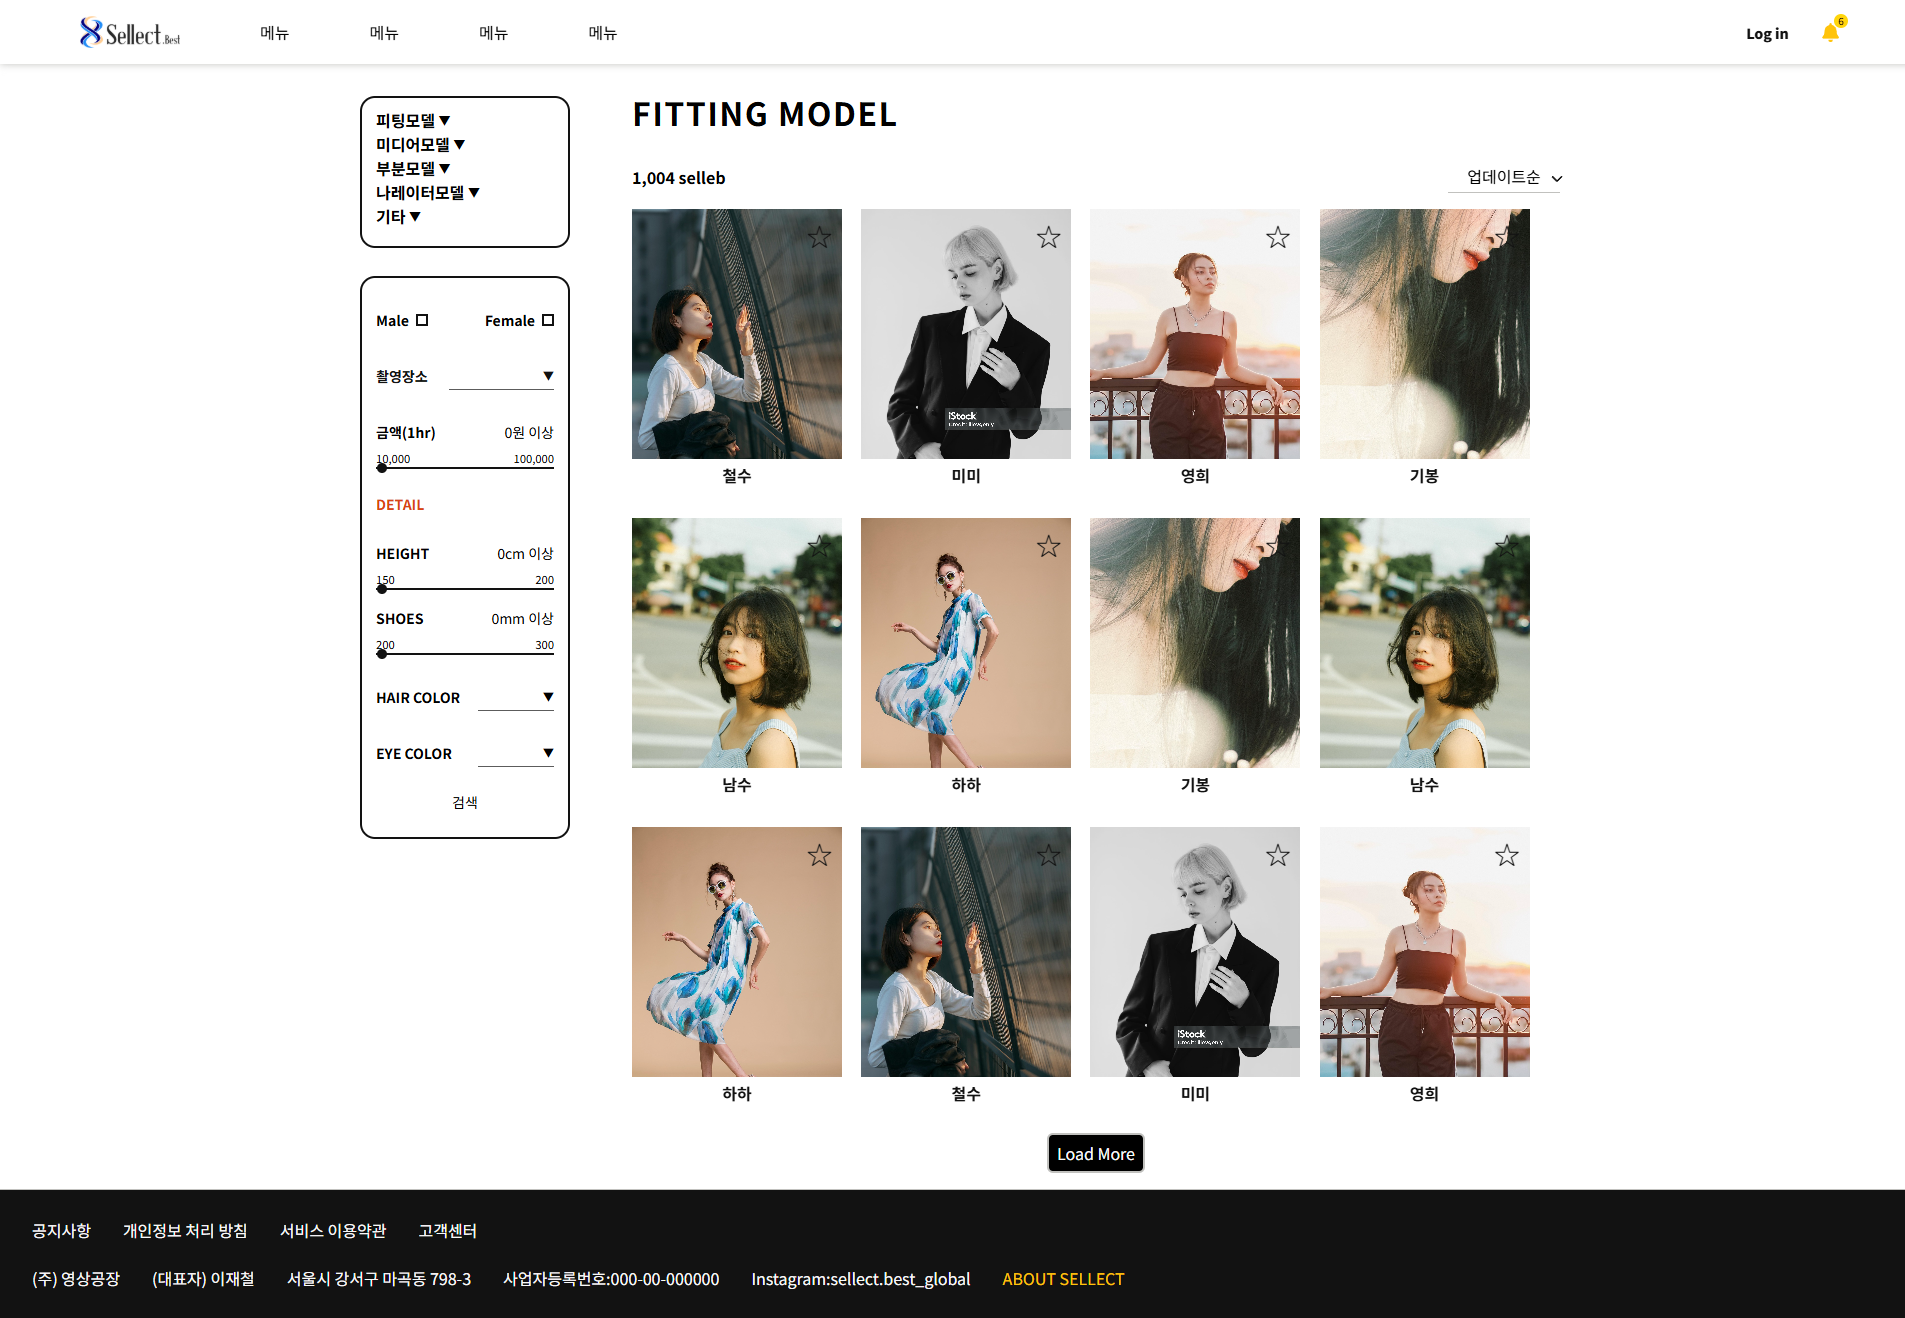 Sellect.Best
메뉴
메뉴
메뉴
메뉴
Log in
6
피팅모델 ▼
미디어모델 ▼
부분모델 ▼
나레이터모델 ▼
기타 ▼
Male
Female
촬영장소 ▼
금액(1hr) 0원 이상
10,000 100,000
DETAIL
HEIGHT 0cm 이상
150 200
SHOES 0mm 이상
200 300
HAIR COLOR ▼
EYE COLOR ▼
검색
FITTING MODEL
1,004 selleb
업데이트순
iStock
철수
미미
영희
기봉
남수
하하
기봉
남수
iStock
하하
철수
미미
영희
Load More
공지사항 개인정보 처리 방침 서비스 이용약관 고객센터
(주) 영상공장 (대표자) 이재철 서울시 강서구 마곡동 798-3 사업자등록번호:000-00-000000 Instagram:sellect.best_global ABOUT SELLECT